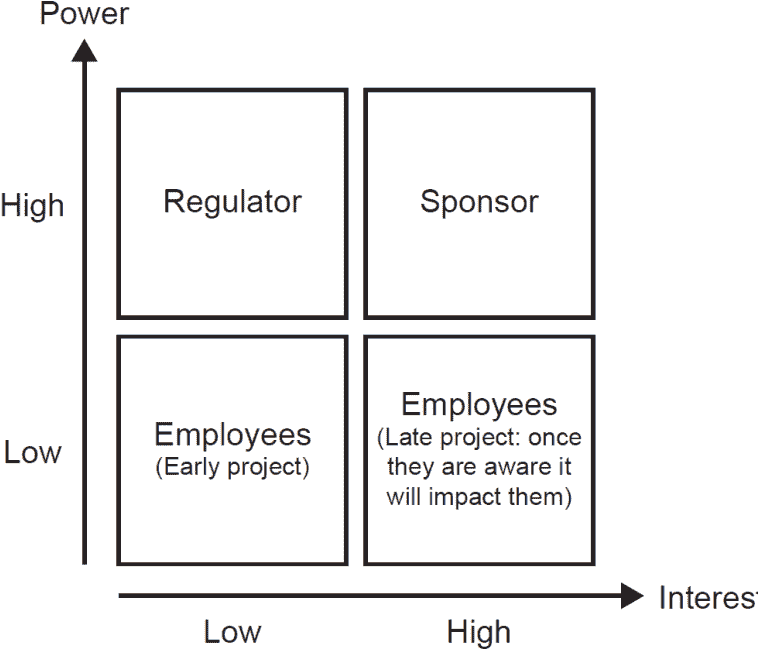 Power
High
Regulator
Sponsor
Low
Employees
(Early project)
Employees
(Late project: once
they are aware it
will impact them)
Interest
Low
High